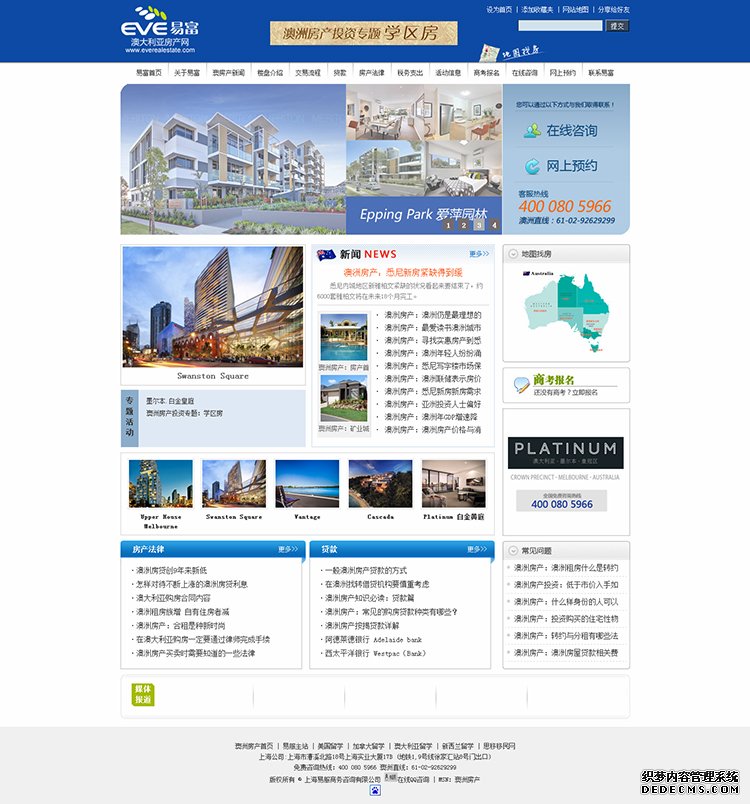 设为首页 | 添加收藏夹 | 网站地图 | 分享给好友
EVE易富
澳大利亚房产网
www.everealestate.com
澳洲房产投资专题 学区房
提交
地图搜房
易富首页 关于易富 澳房产新闻 楼盘介绍 交易流程 贷款 房产法律 税务支出 活动信息 商考报名 在线咨询 网上预约 联系易富
Epping Park 爱萍园林
1 2 3 4
您可以通过以下方式与我们取得联系!
在线咨询
网上预约
客服热线
400 080 5966
澳洲直线:61-02-92629299
Swanston Square
专题活动
墨尔本.白金皇庭
澳洲房产投资专题:学区房
新闻 NEWS 更多>>
澳洲房产:悉尼新房紧缺得到缓
悉尼内城地区新雅柏文紧缺的状况看起来要结束了,约
6000套雅柏文将在未来18个月完工。
澳洲房产:房产首
澳洲房产:矿业城
· 澳洲房产:澳洲仍是最理想的
· 澳洲房产:最爱读书澳洲城市
· 澳洲房产:寻找实惠房产到悉
· 澳洲房产:澳洲年轻人纷纷涌
· 澳洲房产:悉尼写字楼市场保
· 澳洲房产:澳洲联储表示房价
· 澳洲房产:悉尼新房新房需求
· 澳洲房产:亚洲投资人士偏好
· 澳洲房产:澳洲年GDP增速踏
· 澳洲房产:澳洲房产价格与消
地图找房
Australia
商考报名
还没有商考?立即报名
PLATINUM
澳大利亚·墨尔本·皇冠区
CROWN PRECINCT - MELBOURNE - AUSTRALIA
全国免费咨询热线
400 080 5966
Upper House
Melbourne
Swanston Square
Vantage
Cascada
Platinum 白金黄庭
房产法律 更多>>
· 澳洲房贷创9年来新低
· 怎样对待不断上涨的澳洲房贷利息
· 澳大利亚购房合同内容
· 澳洲租房族增 自有住房者减
· 澳洲房产:合租是种新时尚
· 在澳大利亚购房一定要通过律师完成手续
· 澳洲房产买卖时需要知道的一些法律
贷款 更多>>
· 一般澳洲房产贷款的方式
· 在澳洲找转借贷机构要慎重考虑
· 澳洲房产知识必读:贷款篇
· 澳洲房产:常见的购房贷款种类有哪些?
· 澳洲房产按揭贷款详解
· 阿德莱德银行 Adelaide bank
· 西太平洋银行 Westpac(Bank)
常见问题
澳洲房产:澳洲租房什么是转约
澳洲房产投资:低于市价入手如
澳洲房产:什么样身份的人可以
澳洲房产:投资购买的住宅性物
澳洲房产:转约与分租有哪些法
澳洲房产:澳洲房屋贷款相关费
媒体
报道
澳洲房产首页 | 易服主站 | 美国留学 | 加拿大留学 | 澳大利亚留学 | 新西兰留学 | 思移移民网
上海公司:上海市漕溪北路18号上海实业大厦17B (地铁1,9号线徐家汇站8号门出口)
免费咨询热线:400 080 5966 澳洲直线:61-02-92629299
版权所有 © 上海易服商务咨询有限公司 在线QQ咨询 | MSN: 澳洲房产
织梦内容管理系统
DEDECMS.COM